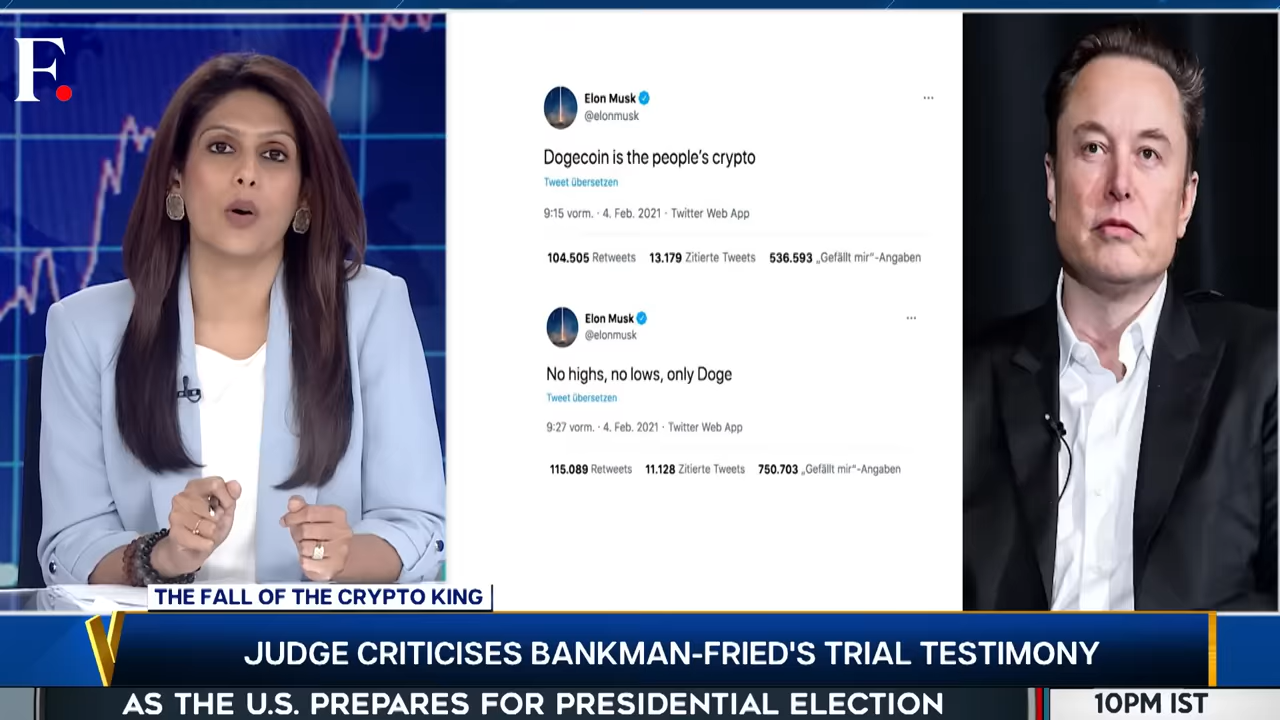 F.
Elon Musk
@elonmusk
Dogecoin is the people's crypto
Tweet übersetzen
9:15 vorm. · 4. Feb. 2021 · Twitter Web App
104.505 Retweets 13.179 Zitierte Tweets 536.593 „Gefällt mir“-Angaben
Elon Musk
@elonmusk
No highs, no lows, only Doge
Tweet übersetzen
9:27 vorm. · 4. Feb. 2021 · Twitter Web App
115.089 Retweets 11.128 Zitierte Tweets 750.703 „Gefällt mir“-Angaben
THE FALL OF THE CRYPTO KING
V
JUDGE CRITICISES BANKMAN-FRIED'S TRIAL TESTIMONY
AS THE U.S. PREPARES FOR PRESIDENTIAL ELECTION
10PM IST